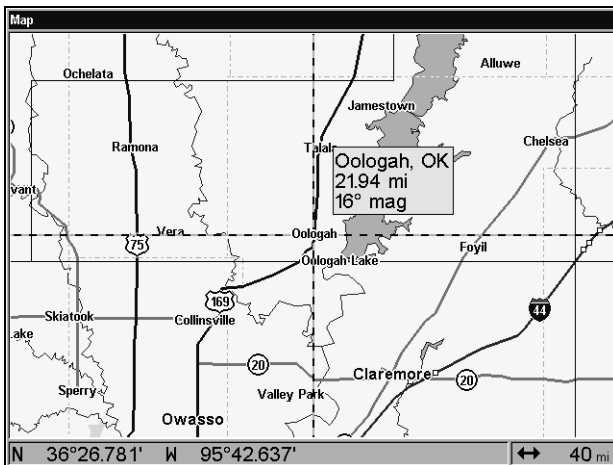 Map
Alluwe
Ochelata
Jamestown
Ramona
Talala
Chelsea
Oologah, OK
21.94 mi
16° mag
vant
Vera
Oologah
75
Foyil
Oologah Lake
169
44
Skiatook
Collinsville
Lake
20
Claremore
20
Sperry
Valley Park
Owasso
N 36°26.781' W 95°42.637' ↔ 40 mi